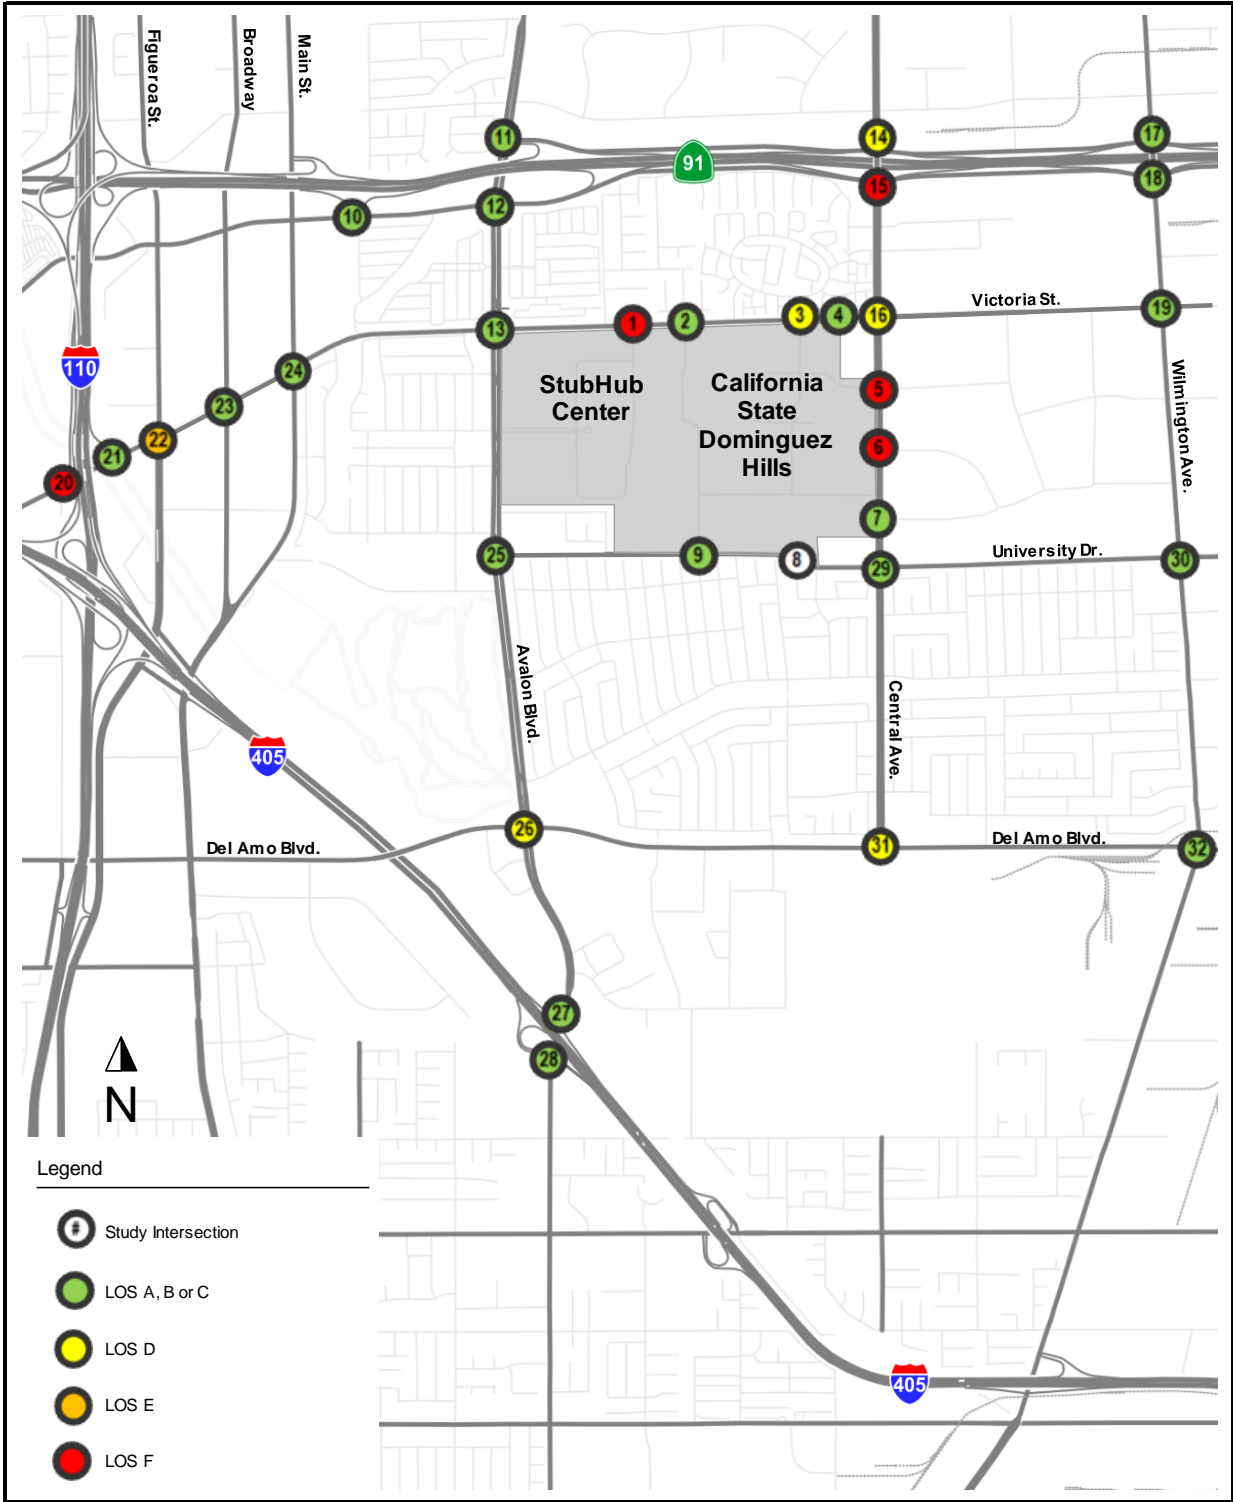 Figueroa St.
Broadway
Main St.
11
91
14
17
15
18
12
10
Victoria St.
1
2
3
4
16
19
13
110
24
StubHub
Center
California
State
Dominguez
Hills
5
Wilmington Ave.
23
22
21
6
20
7
25
9
8
29
University Dr.
30
Avalon Blvd.
Central Ave.
405
26
Del Amo Blvd.
31
Del Amo Blvd.
32
27
28
N
Legend
# Study Intersection
LOS A, B or C
LOS D
405
LOS E
LOS F